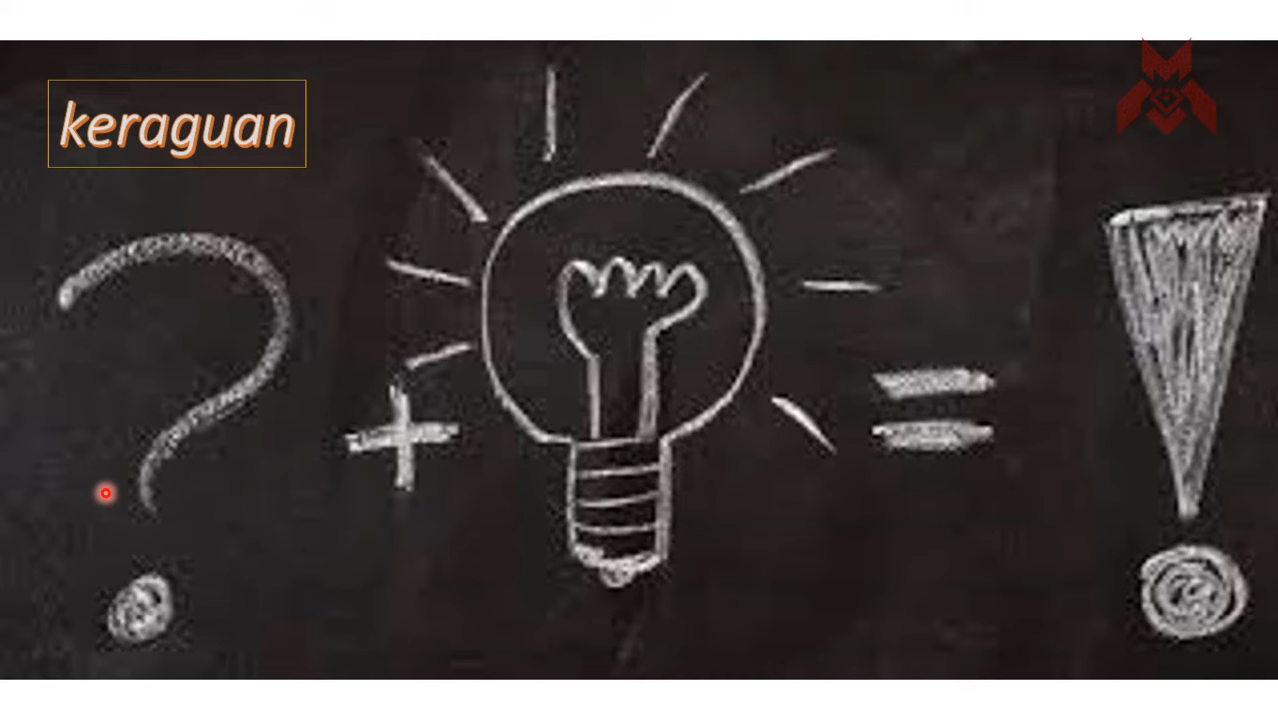 keraguan
? + = !